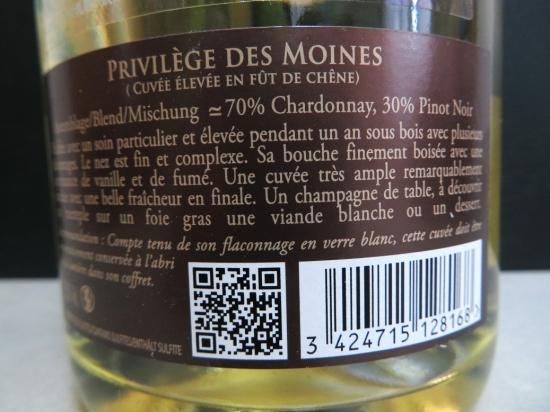 PRIVILÈGE DES MOINES
( CUVÉE ÉLEVÉE EN FÛT DE CHÊNE)
/Blend/Mischung ≃70% Chardonnay, 30% Pinot Noir
avec un soin particulier et élevée pendant un an sous bois avec plusieurs
Le nez est fin et complexe. Sa bouche finement boisée avec une
de vanille et de fumé. Une cuvée très ample remarquablement
avec une belle fraîcheur en finale. Un champagne de table, à découvrir
sur un foie gras une viande blanche ou un dessert.
: Compte tenu de son flaconnage en verre blanc, cette cuvée doit être
conservée à l'abri
dans son coffret.
SULFITES/ENTHÄLT SULFITE
3 424715 128168 >